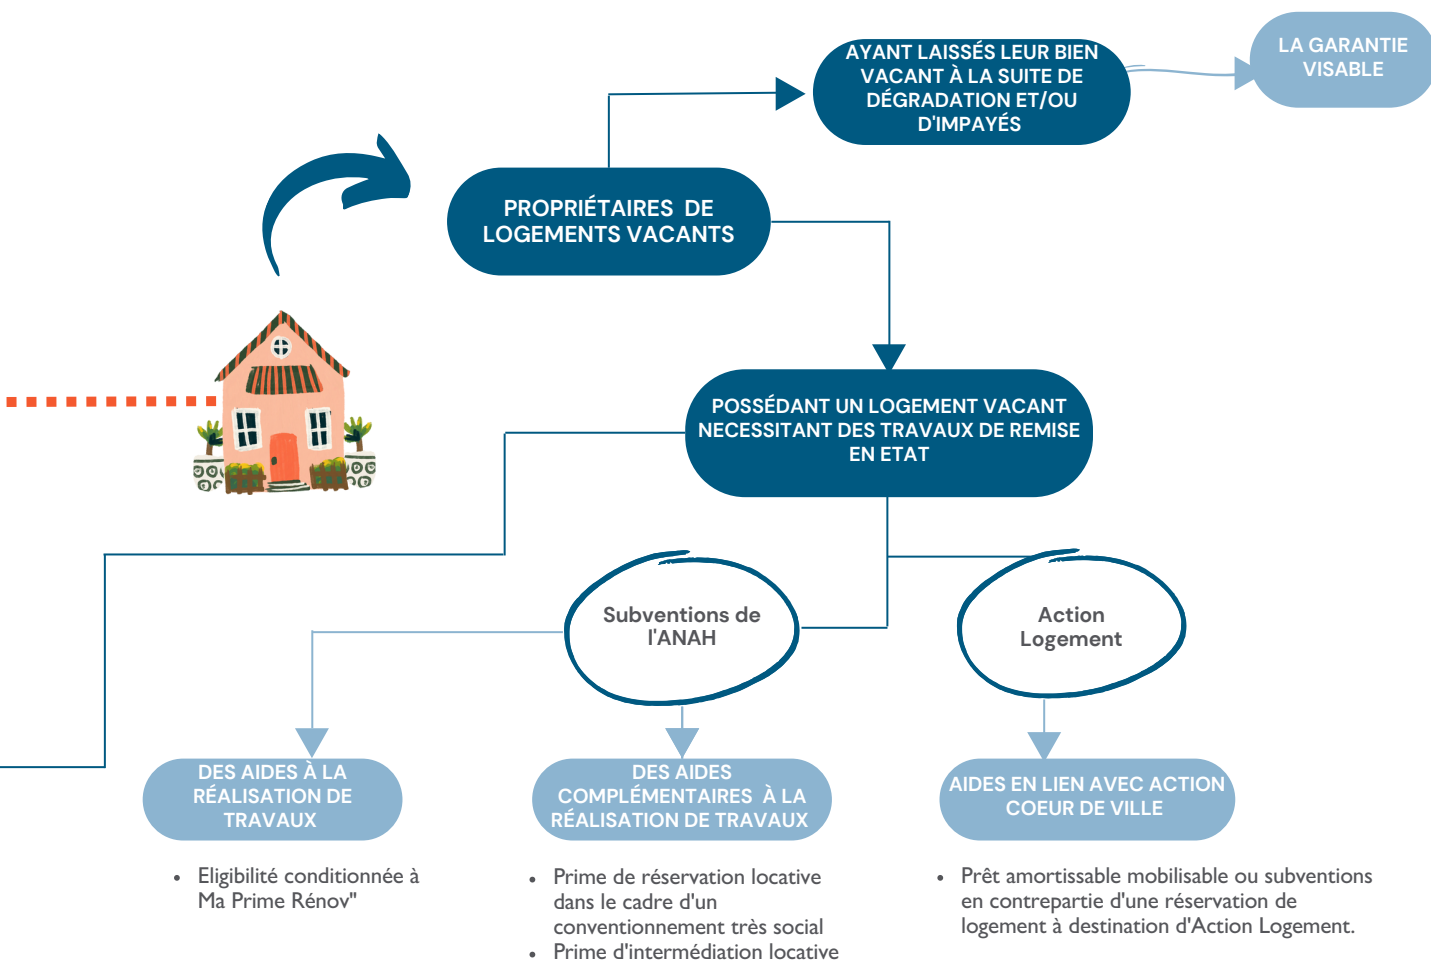 AYANT LAISSÉS LEUR BIEN
VACANT À LA SUITE DE
DÉGRADATION ET/OU
D'IMPAYÉS
LA GARANTIE
VISABLE
PROPRIÉTAIRES DE
LOGEMENTS VACANTS
POSSÉDANT UN LOGEMENT VACANT
NECESSITANT DES TRAVAUX DE REMISE
EN ETAT
Subventions de
l'ANAH
Action
Logement
DES AIDES À LA
RÉALISATION DE
TRAVAUX
• Eligibilité conditionnée à
Ma Prime Rénov"
DES AIDES
COMPLÉMENTAIRES À LA
RÉALISATION DE TRAVAUX
• Prime de réservation locative
dans le cadre d'un
conventionnement très social
• Prime d'intermédiation locative
AIDES EN LIEN AVEC ACTION
COEUR DE VILLE
• Prêt amortissable mobilisable ou subventions
en contrepartie d'une réservation de
logement à destination d'Action Logement.